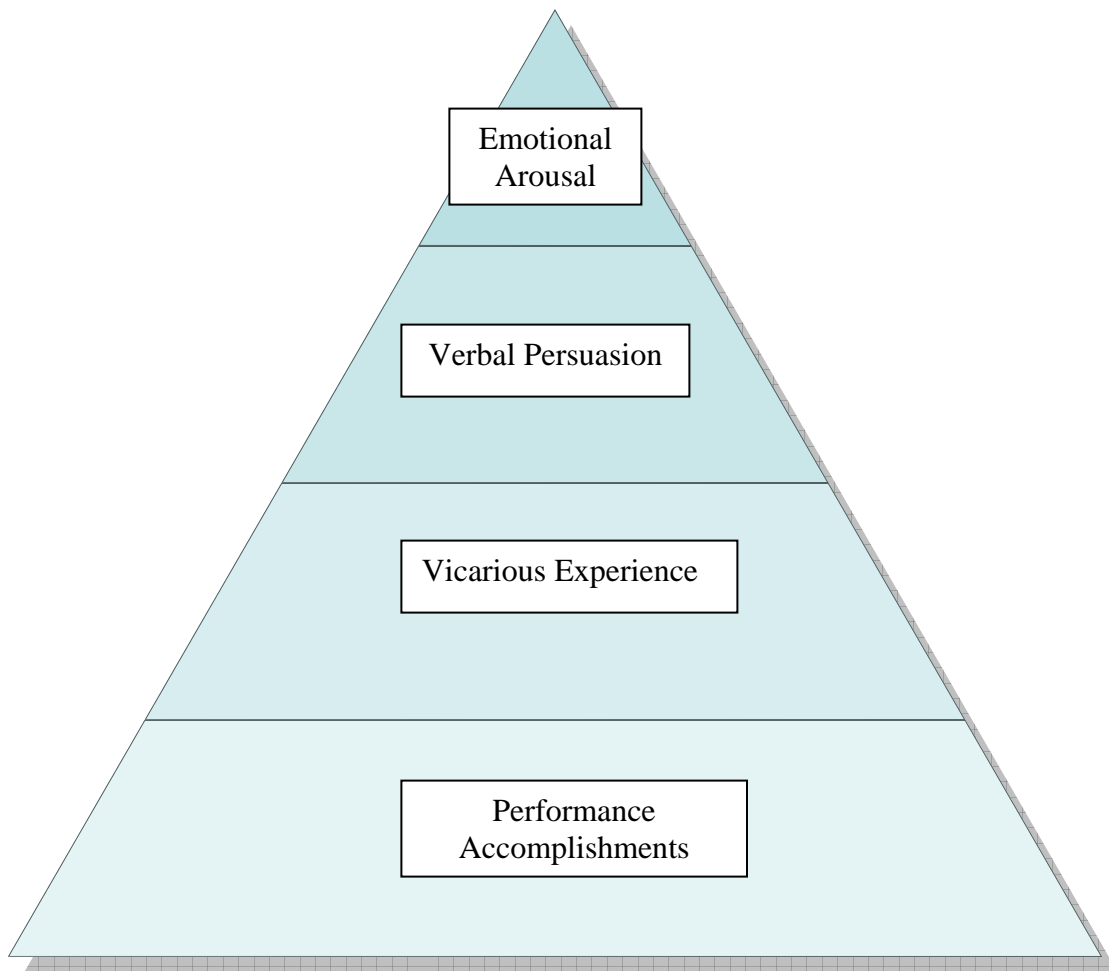 Emotional
Arousal
Verbal Persuasion
Vicarious Experience
Performance
Accomplishments